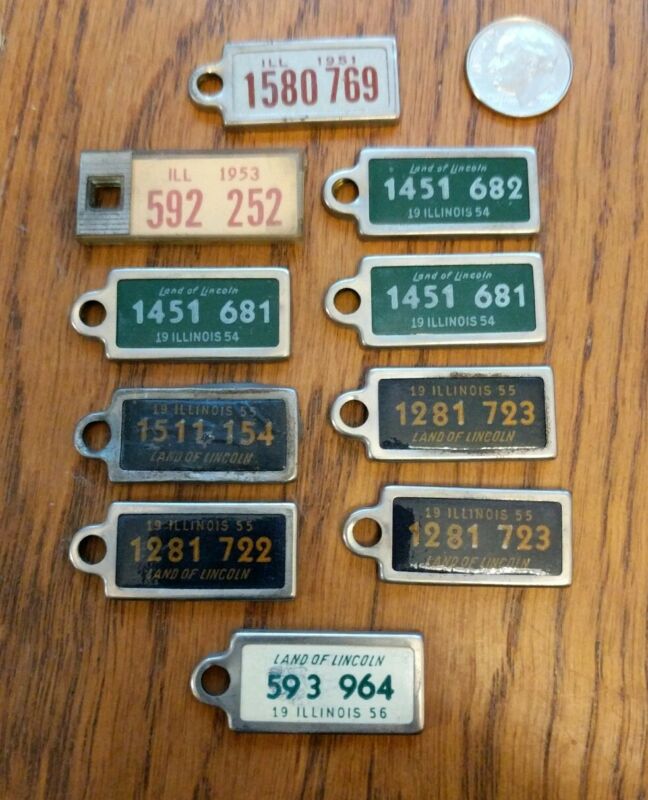 ILL 1951
1580 769
ILL 1953
592 252
Land of Lincoln
1451 682
19 ILLINOIS 54
Land of Lincoln
1451 681
19 ILLINOIS 54
Land of Lincoln
1451 681
19 ILLINOIS 54
19 ILLINOIS 55
1511 154
LAND OF LINCOLN
19 ILLINOIS 55
1281 723
LAND OF LINCOLN
19 ILLINOIS 55
1281 722
LAND OF LINCOLN
19 ILLINOIS 55
1281 723
LAND OF LINCOLN
LAND OF LINCOLN
593 964
19 ILLINOIS 56